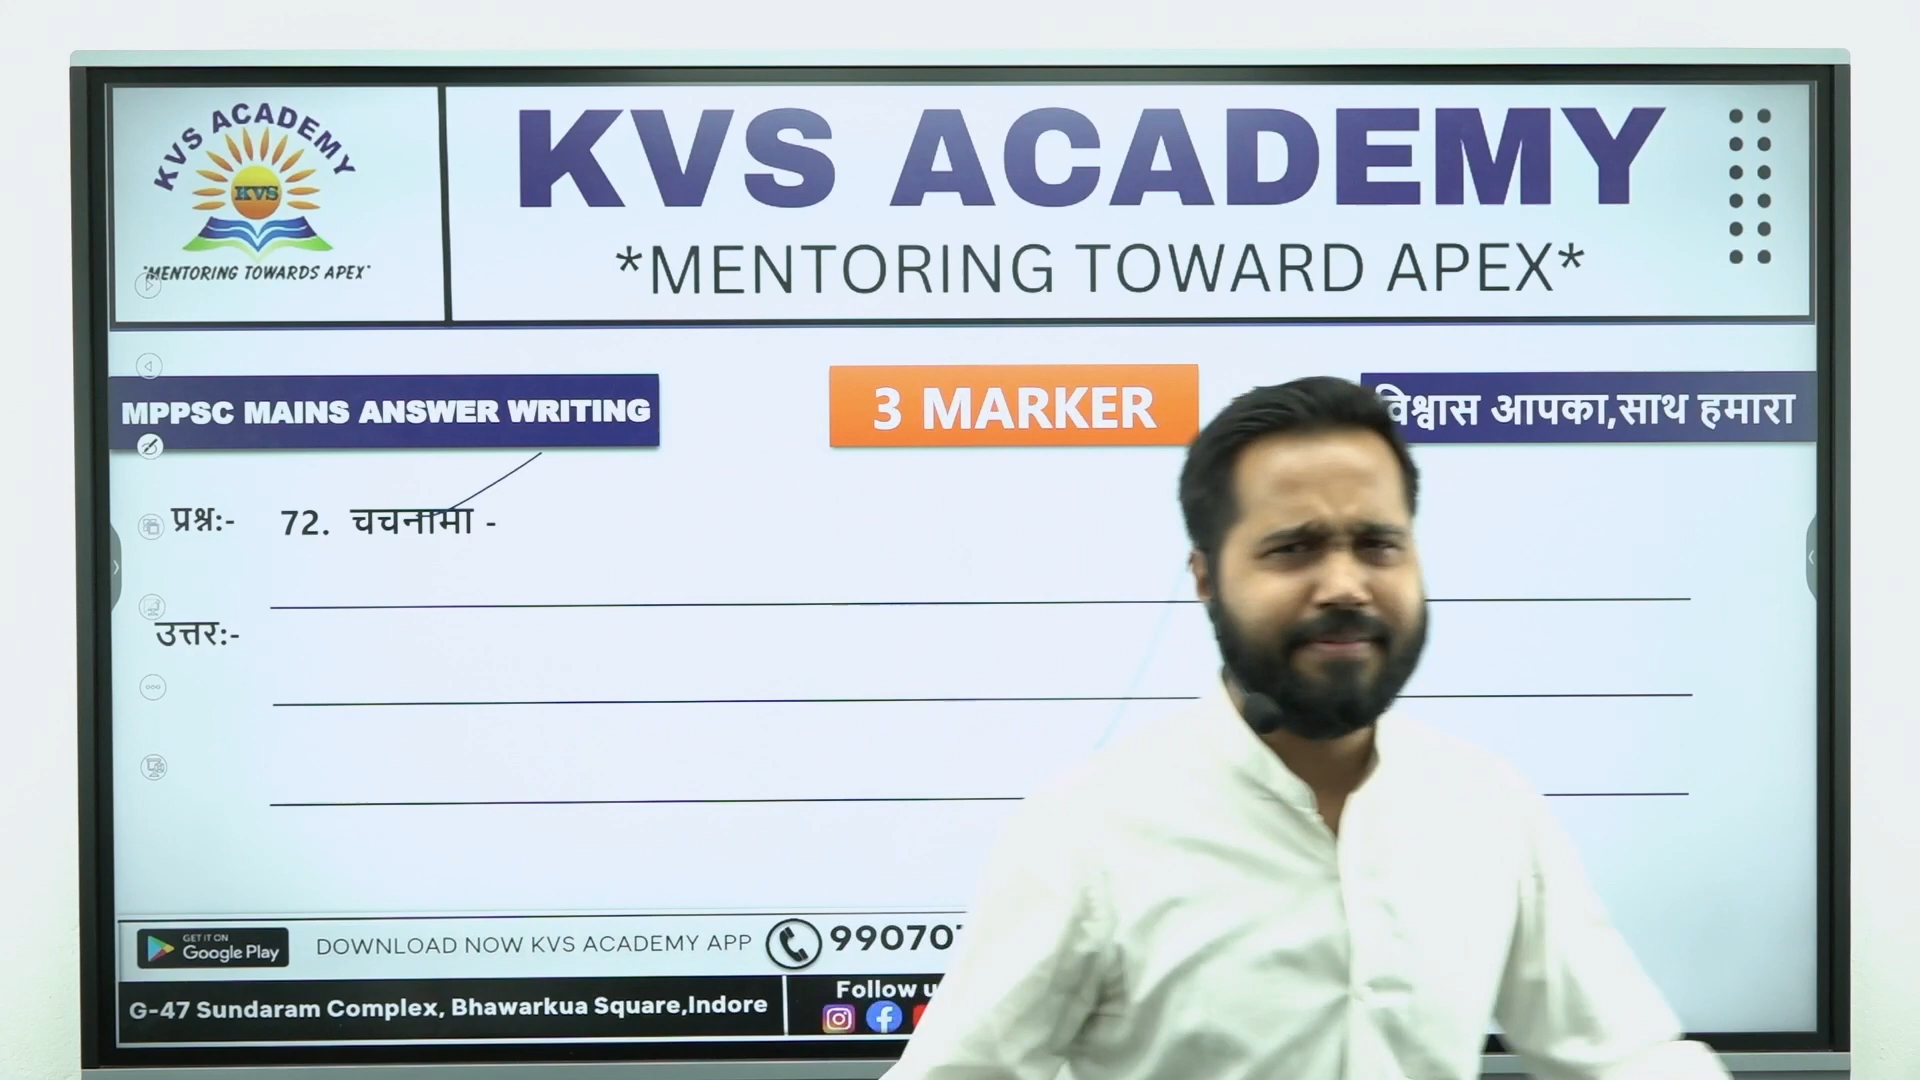 KVS ACADEMY
KVS
"MENTORING TOWARDS APEX"
KVS ACADEMY
*MENTORING TOWARD APEX*
MPPSC MAINS ANSWER WRITING
3 MARKER
विश्वास आपका,साथ हमारा
प्रश्न:- 72. चचनामा -
उत्तर:-
GET IT ON
Google Play
DOWNLOAD NOW KVS ACADEMY APP
99070
G-47 Sundaram Complex, Bhawarkua Square,Indore
Follow